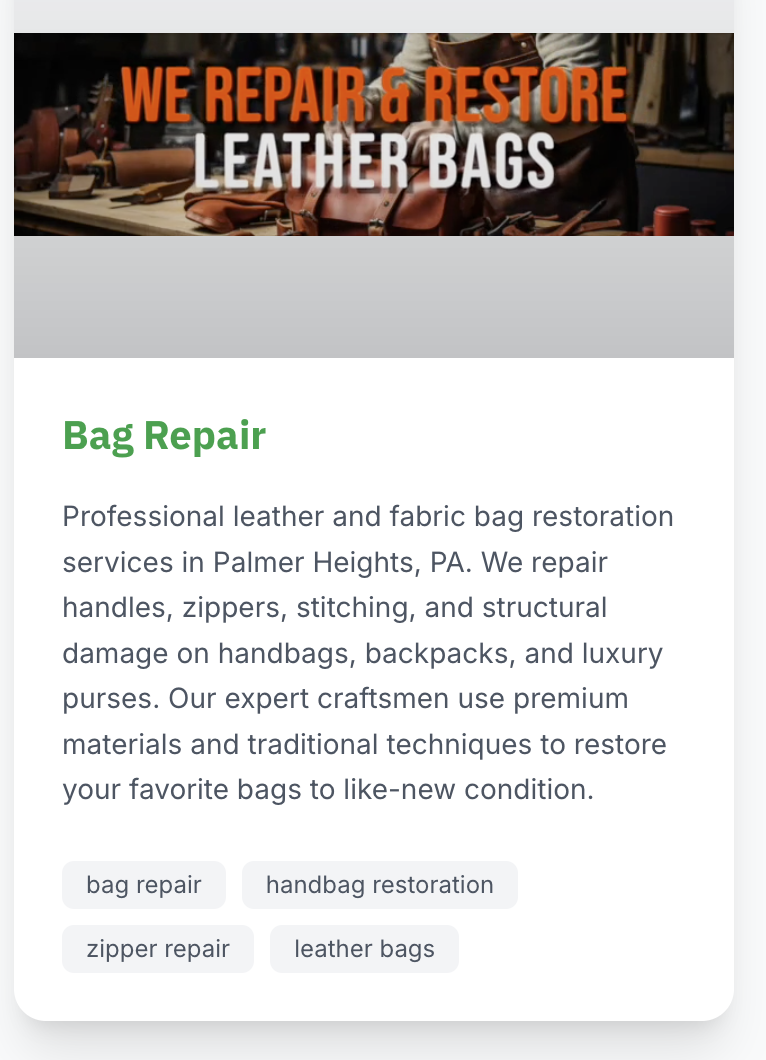 WE REPAIR & RESTORE
LEATHER BAGS
Bag Repair
Professional leather and fabric bag restoration
services in Palmer Heights, PA. We repair
handles, zippers, stitching, and structural
damage on handbags, backpacks, and luxury
purses. Our expert craftsmen use premium
materials and traditional techniques to restore
your favorite bags to like-new condition.
bag repair
handbag restoration
zipper repair
leather bags